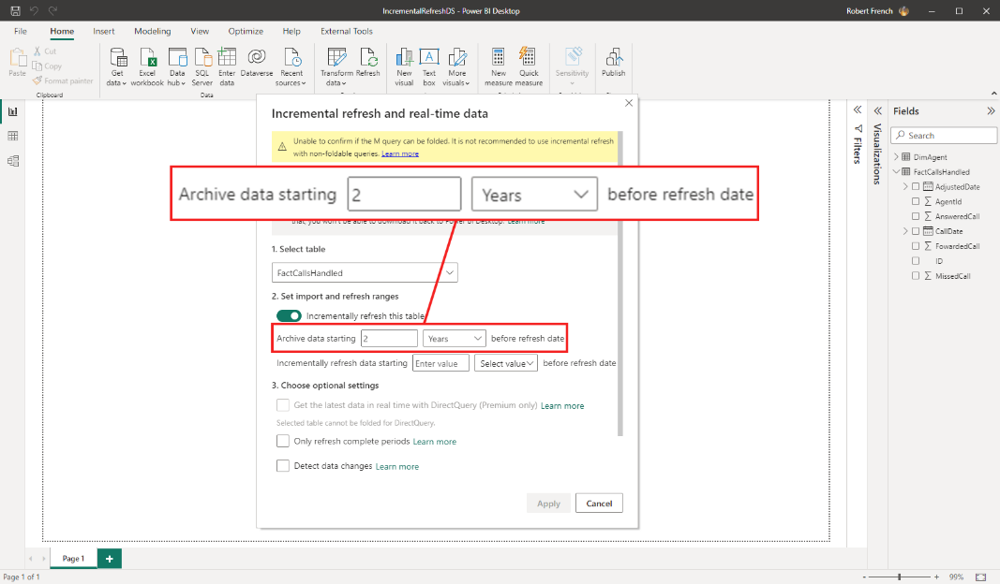 IncrementalRefreshDS - Power BI Desktop
Robert French
File Home Insert Modeling View Optimize Help External Tools
Paste
Cut
Copy
Format painter
Clipboard
Get data
Excel workbook
Data hub
SQL Server
Enter data
Dataverse
Recent sources
Data
Transform data
Refresh
New visual
Text box
More visuals
New measure
Quick measure
Sensitivity
Publish
Incremental refresh and real-time data
Unable to confirm if the M query can be folded. It is not recommended to use incremental refresh
with non-foldable queries. Learn more
Archive data starting 2 Years before refresh date
that, you won't be able to download it back to Power BI Desktop. Learn more
1. Select table
FactCallsHandled
2. Set import and refresh ranges
Incrementally refresh this table
Archive data starting 2 Years before refresh date
Incrementally refresh data starting Enter value Select value before refresh date
3. Choose optional settings
Get the latest data in real time with DirectQuery (Premium only) Learn more
Selected table cannot be folded for DirectQuery.
Only refresh complete periods Learn more
Detect data changes Learn more
Apply Cancel
Filters
Visualizations
Fields
Search
DimAgent
FactCallsHandled
AdjustedDate
AgentId
AnsweredCall
CallDate
FowardedCall
ID
MissedCall
Page 1
Page 1 of 1
99%